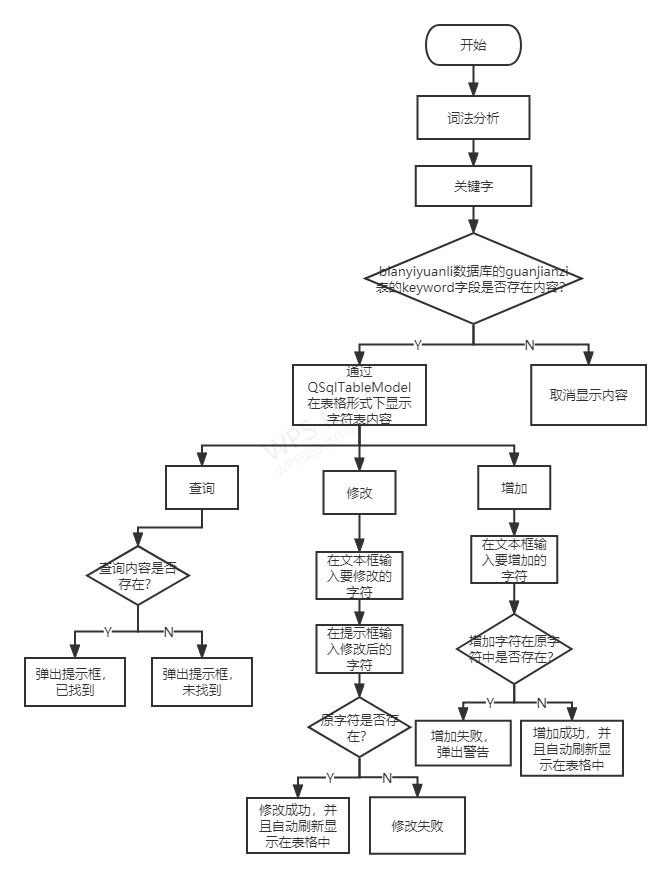 开始
词法分析
关键字
bianyiyuanli数据库的guanjianzi
表的keyword字段是否存在内容?
Y
N
通过
QSqlTableModel
在表格形式下显示
字符表内容
取消显示内容
查询
修改
增加
查询内容是否
存在?
在文本框输
入要修改的
字符
在文本框输
入要增加的
字符
Y
N
在提示框输
入修改后的
字符
增加字符在原字
符中是否存在?
弹出提示框，
已找到
弹出提示框，
未找到
原字符是否存
在?
Y
N
增加失败，
弹出警告
增加成功，并
且自动刷新显
示在表格中
Y
N
修改成功，并
且自动刷新显
示在表格中
修改失败